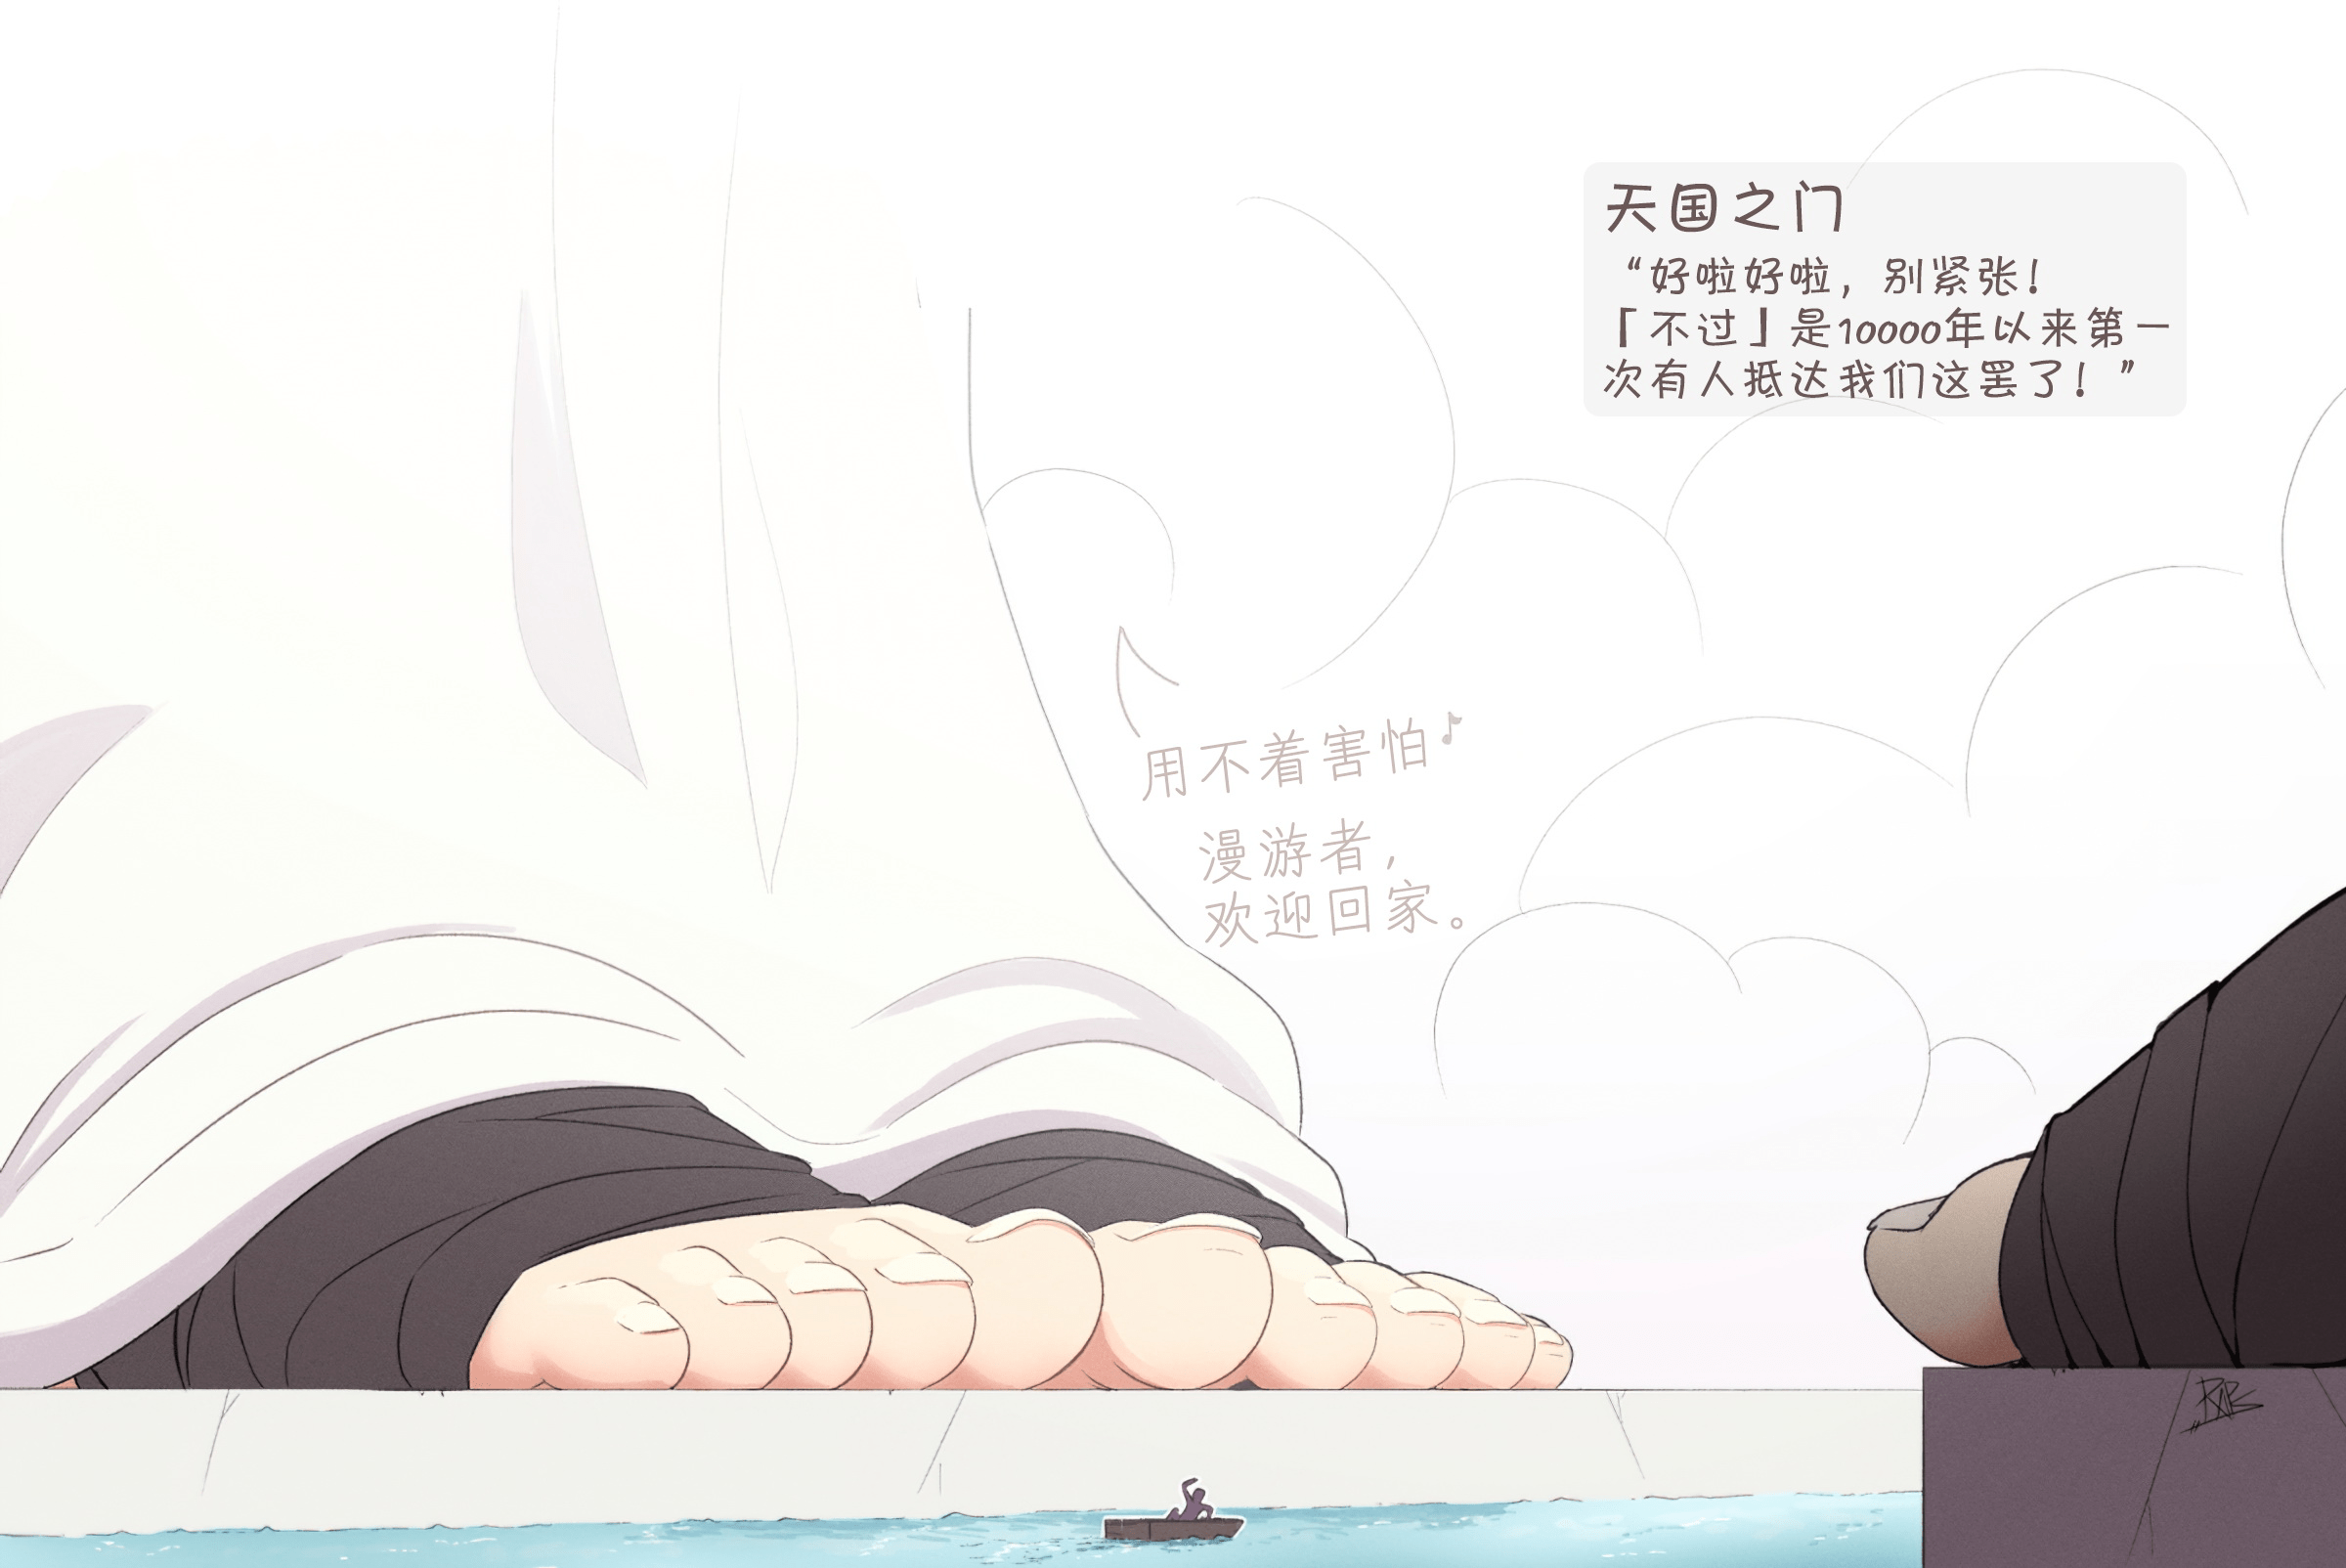 天国之门
“好啦好啦，别紧张！
「不过」是10000年以来第一
次有人抵达我们这罢了！”
用不着害怕♪
漫游者，
欢迎回家。